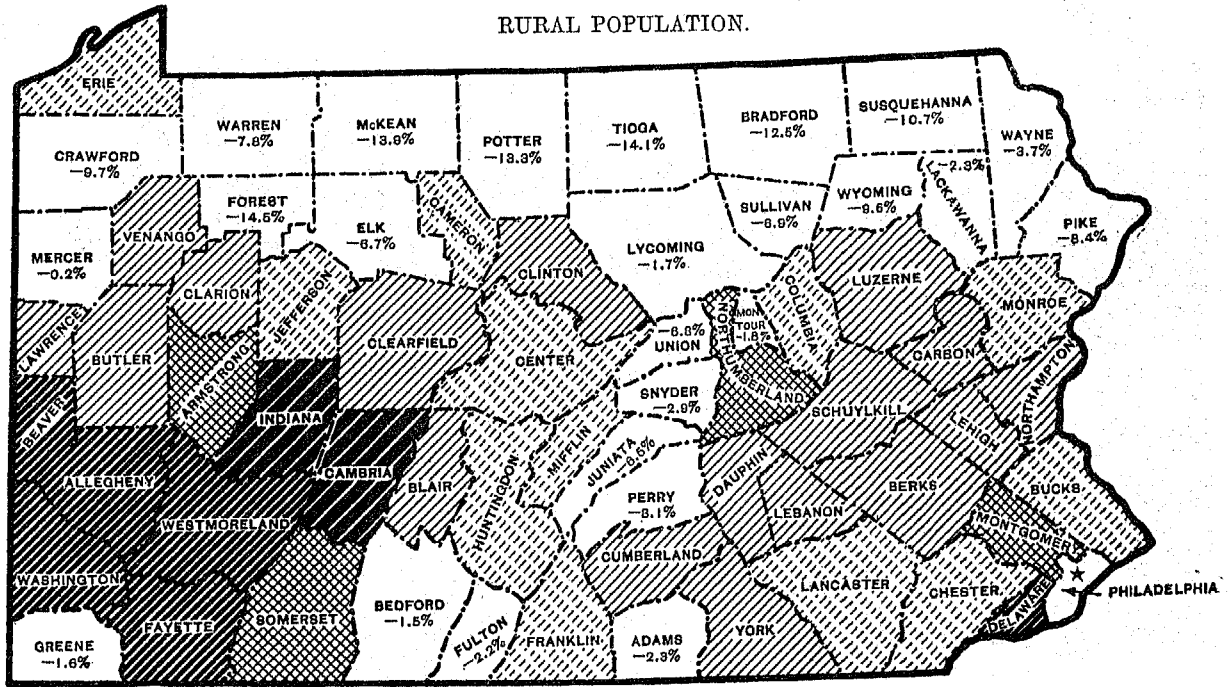 RURAL POPULATION.
ERIE
WARREN
—7.8%
McKEAN
—13.9%
POTTER
—13.3%
TIOGA
—14.1%
BRADFORD
—12.5%
SUSQUEHANNA
—10.7%
WAYNE
—3.7%
CRAWFORD
—9.7%
FOREST
—14.5%
ELK
—6.7%
CAMERON
SULLIVAN
—6.9%
WYOMING
—9.6%
—2.3%
LACKAWANNA
PIKE
—8.4%
MERCER
—0.2%
VENANGO
CLARION
JEFFERSON
CLINTON
LYCOMING
—1.7%
COLUMBIA
LUZERNE
MONROE
LAWRENCE
BUTLER
ARMSTRONG
CLEARFIELD
CENTER
—6.8%
UNION
NORTHUMBERLAND
MON
TOUR
—1.8%
CARBON
NORTHAMPTON
BEAVER
INDIANA
SNYDER
—2.9%
SCHUYLKILL
LEHIGH
ALLEGHENY
CAMBRIA
BLAIR
HUNTINGDON
MIFFLIN
JUNIATA
PERRY
—8.1%
DAUPHIN
LEBANON
BERKS
BUCKS
MONTGOMERY
WESTMORELAND
WASHINGTON
CUMBERLAND
LANCASTER
CHESTER
DELAWARE
PHILADELPHIA
GREENE
—1.6%
FAYETTE
SOMERSET
BEDFORD
—1.5%
FULTON
—2.2%
FRANKLIN
ADAMS
—2.3%
YORK